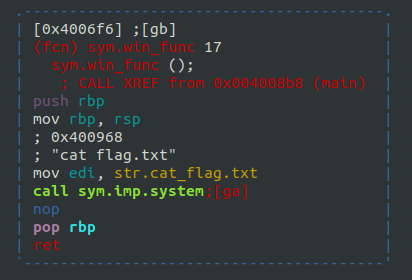 [0x4006f6] ;[gb]
(fcn) sym.win_func 17
sym.win_func ();
; CALL XREF from 0x004008b8 (main)
push rbp
mov rbp, rsp
; 0x400968
; "cat flag.txt"
mov edi, str.cat_flag.txt
call sym.imp.system;[ga]
nop
pop rbp
ret